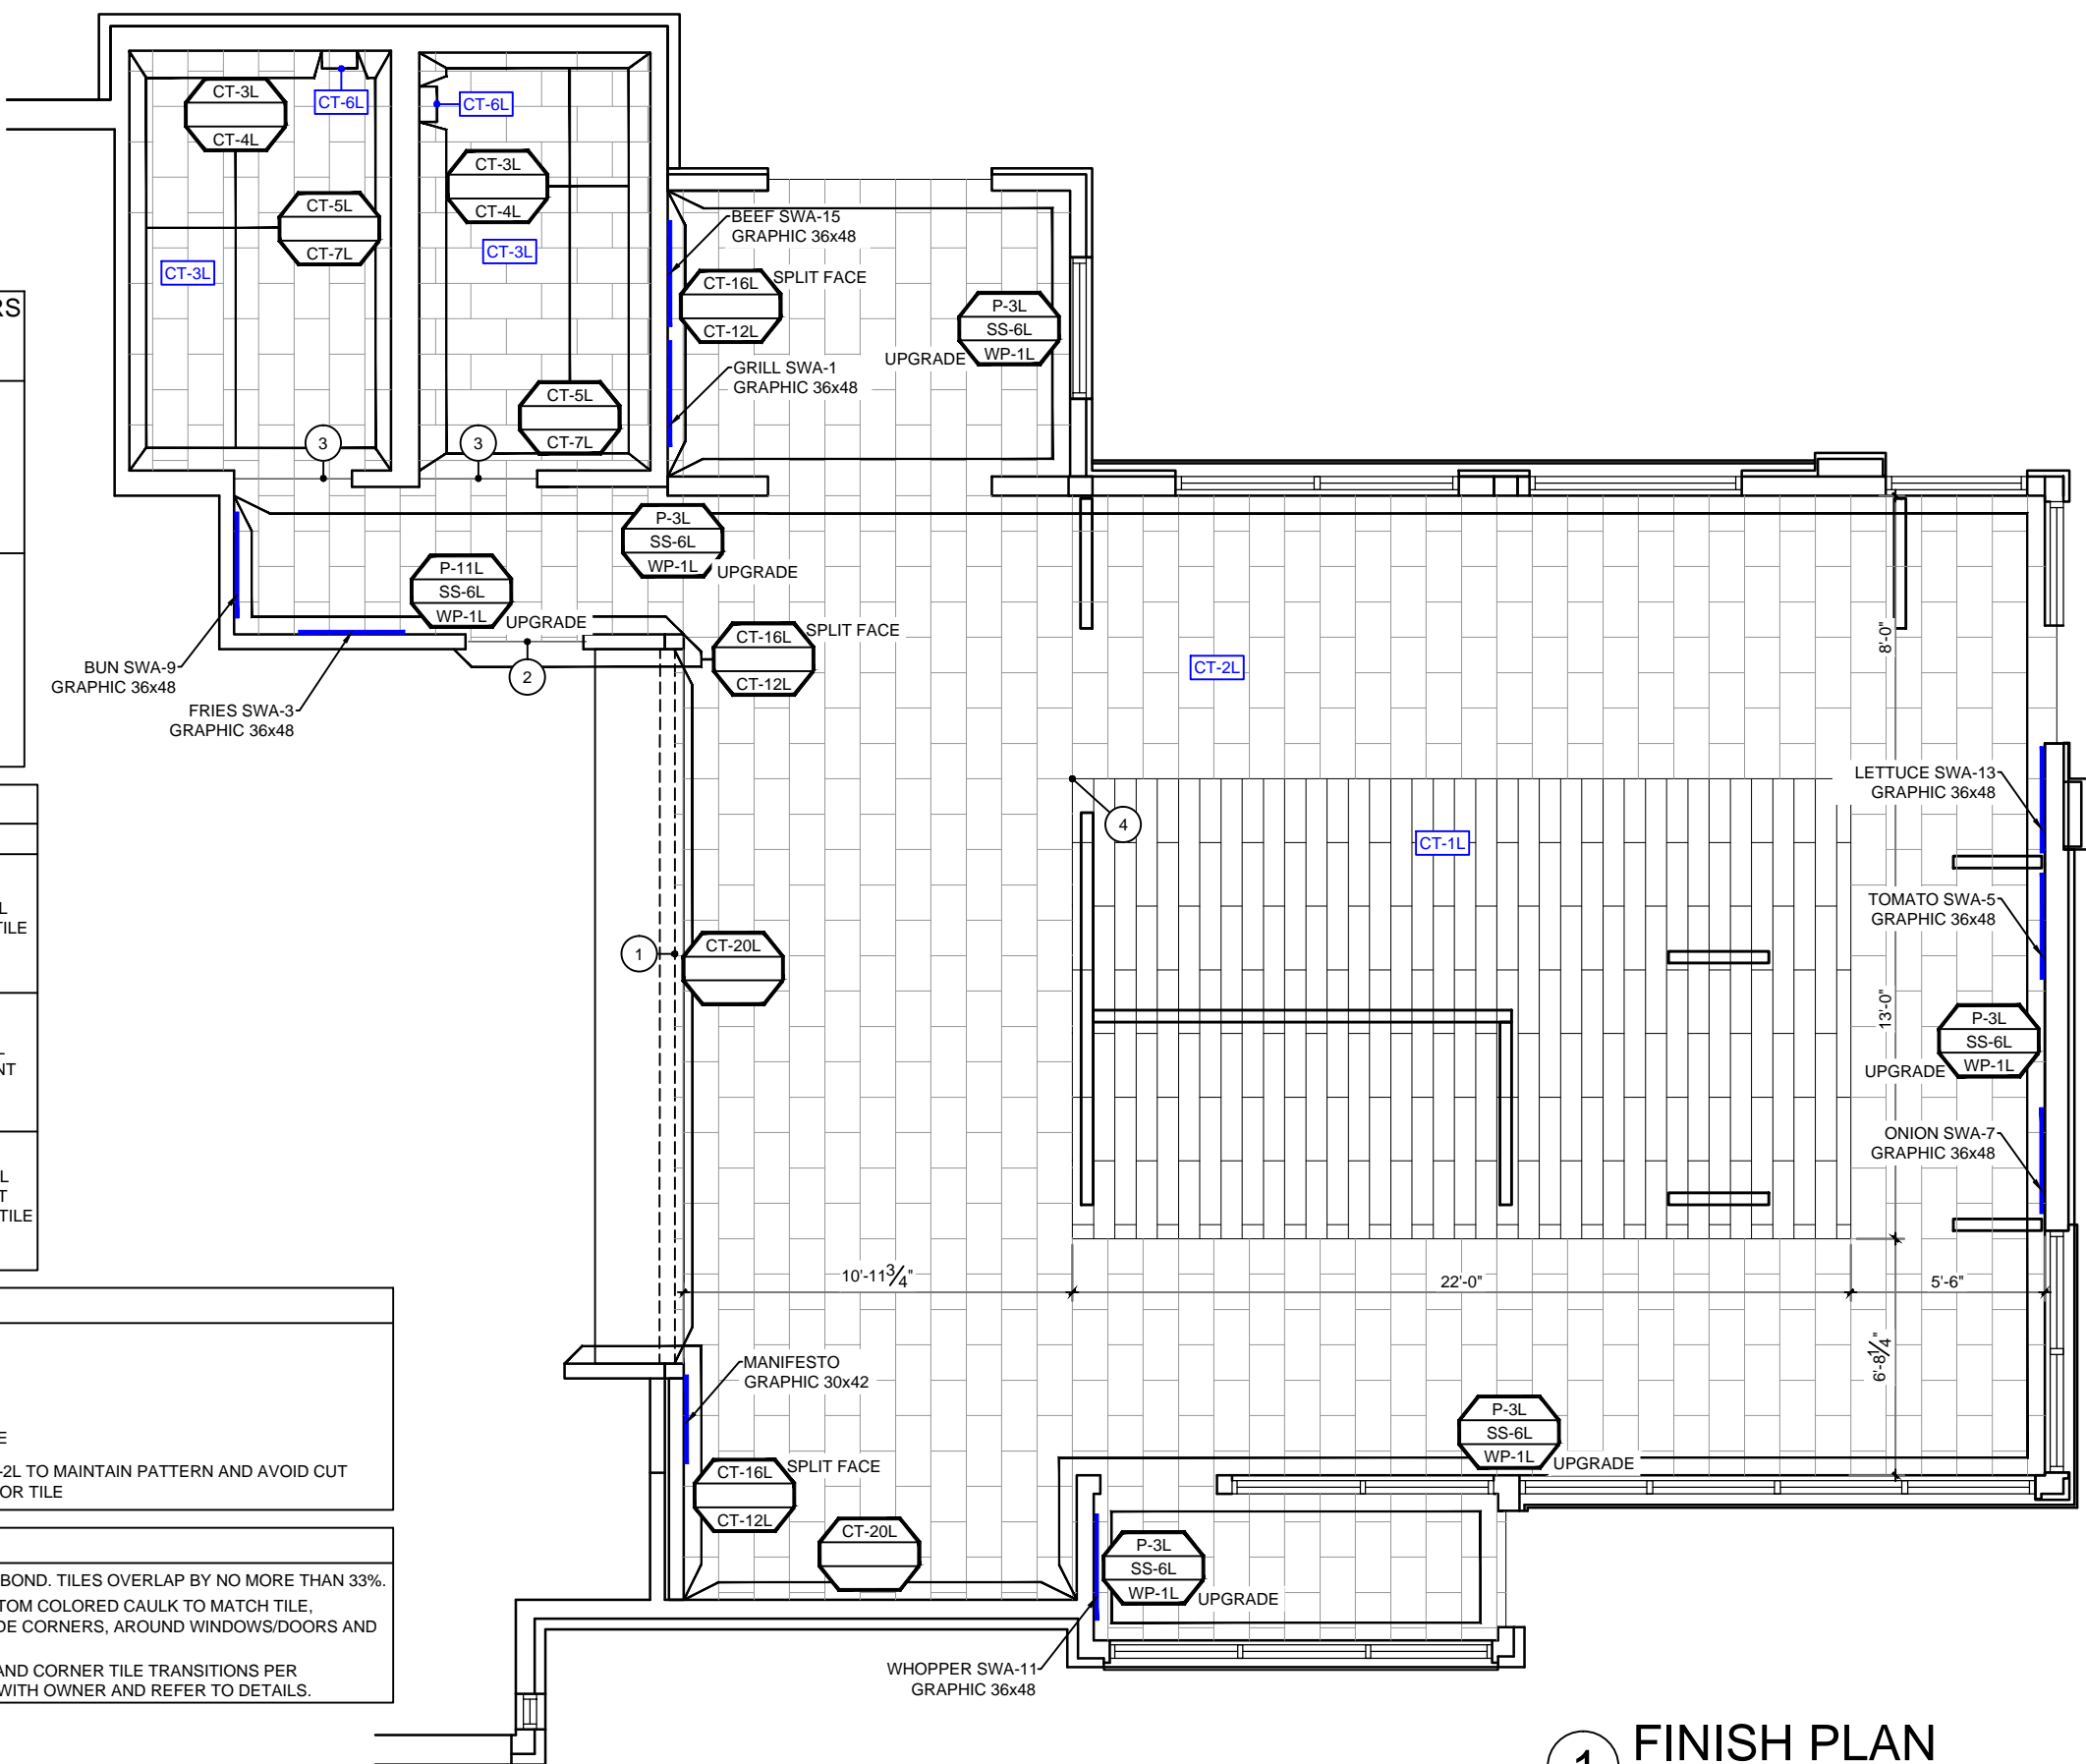 CT-3L
CT-4L
CT-6L
CT-6L
CT-3L
CT-4L
CT-5L
CT-7L
CT-3L
CT-3L
BEEF SWA-15
GRAPHIC 36x48
CT-16L
CT-12L
SPLIT FACE
P-3L
SS-6L
WP-1L
UPGRADE
GRILL SWA-1
GRAPHIC 36x48
CT-5L
CT-7L
3
3
RS
P-3L
SS-6L
WP-1L
UPGRADE
P-11L
SS-6L
WP-1L
UPGRADE
CT-16L
CT-12L
SPLIT FACE
2
BUN SWA-9
GRAPHIC 36x48
FRIES SWA-3
GRAPHIC 36x48
CT-2L
8'-0"
LETTUCE SWA-13
GRAPHIC 36x48
4
CT-1L
TOMATO SWA-5
GRAPHIC 36x48
L
TILE
1
CT-20L
13'-0"
P-3L
SS-6L
WP-1L
UPGRADE
L
NT
ONION SWA-7
GRAPHIC 36x48
L
T
TILE
10'-11 3/4"
22'-0"
5'-6"
6'-8 1/4"
MANIFESTO
GRAPHIC 30x42
P-3L
SS-6L
WP-1L
UPGRADE
E
-2L TO MAINTAIN PATTERN AND AVOID CUT
OR TILE
CT-16L
CT-12L
SPLIT FACE
CT-20L
P-3L
SS-6L
WP-1L
UPGRADE
BOND. TILES OVERLAP BY NO MORE THAN 33%.
TOM COLORED CAULK TO MATCH TILE,
DE CORNERS, AROUND WINDOWS/DOORS AND
AND CORNER TILE TRANSITIONS PER
WITH OWNER AND REFER TO DETAILS.
WHOPPER SWA-11
GRAPHIC 36x48
1
FINISH PLAN